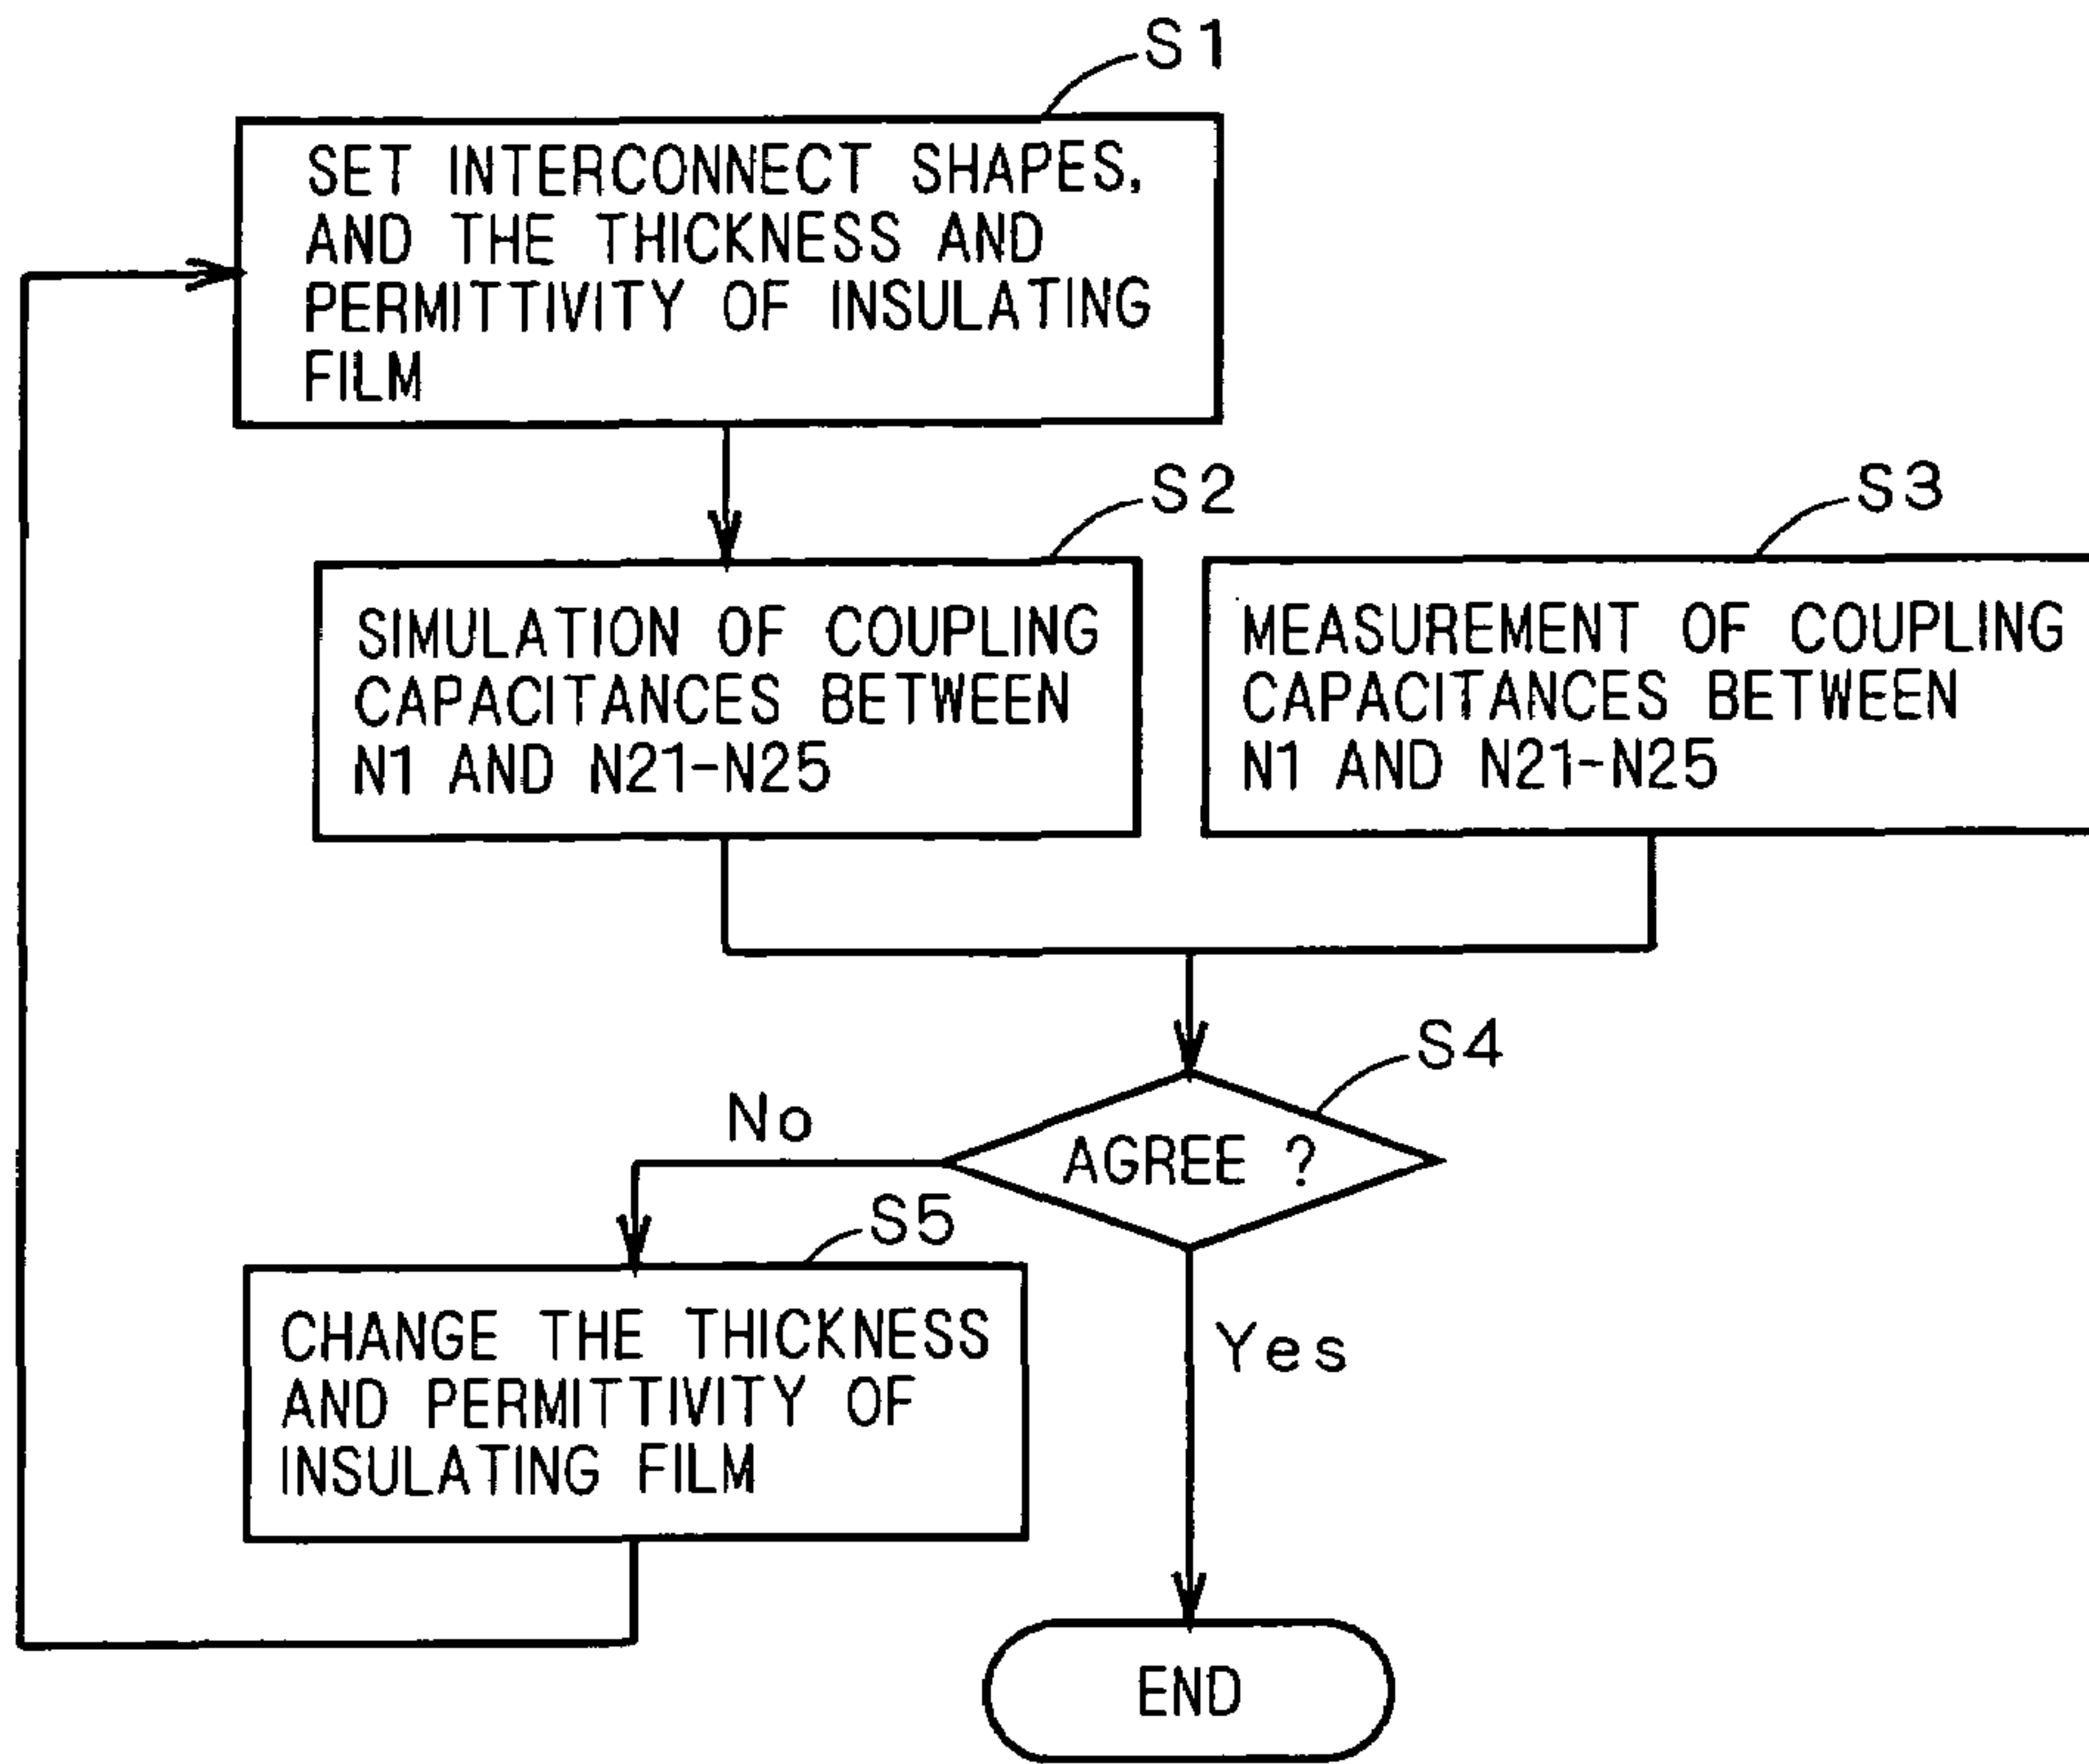 S1
SET INTERCONNECT SHAPES,
AND THE THICKNESS AND
PERMITTIVITY OF INSULATING
FILM
S2
SIMULATION OF COUPLING
CAPACITANCES BETWEEN
N1 AND N21-N25
S3
MEASUREMENT OF COUPLING
CAPACITANCES BETWEEN
N1 AND N21-N25
S4
AGREE ?
No
S5
CHANGE THE THICKNESS
AND PERMITTIVITY OF
INSULATING FILM
Yes
END